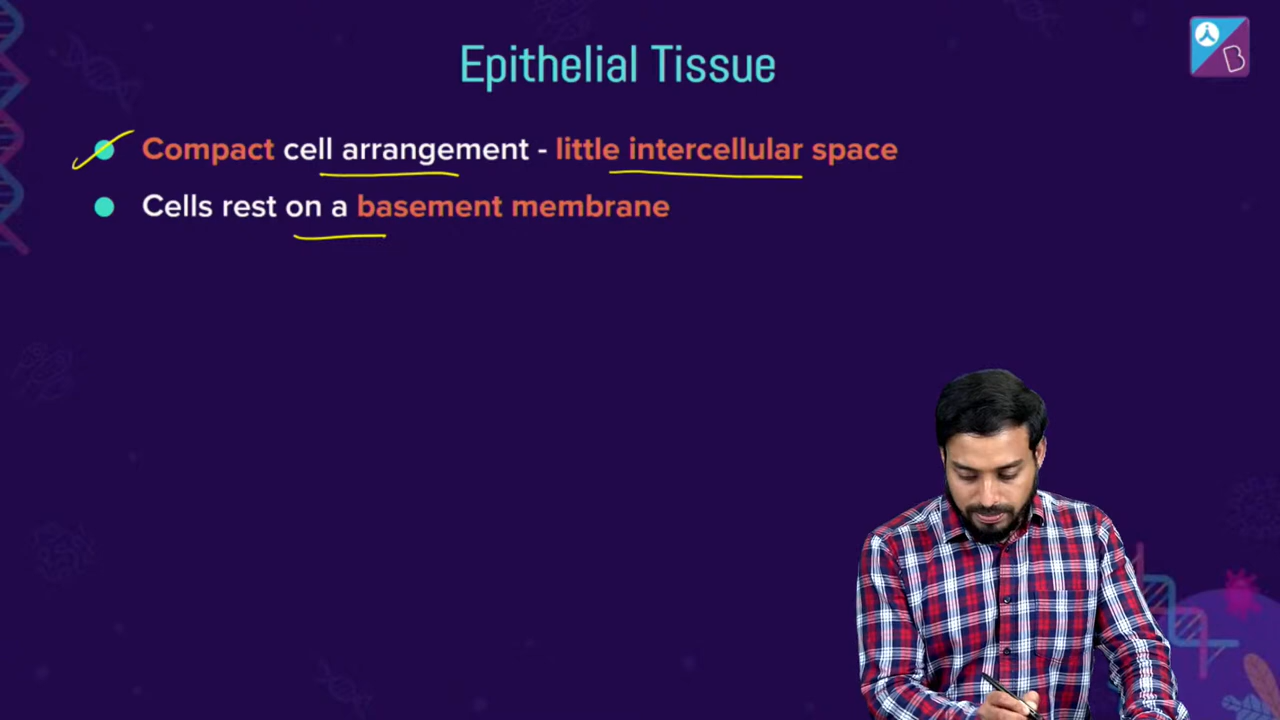 Epithelial Tissue
Compact cell arrangement - little intercellular space
Cells rest on a basement membrane
B